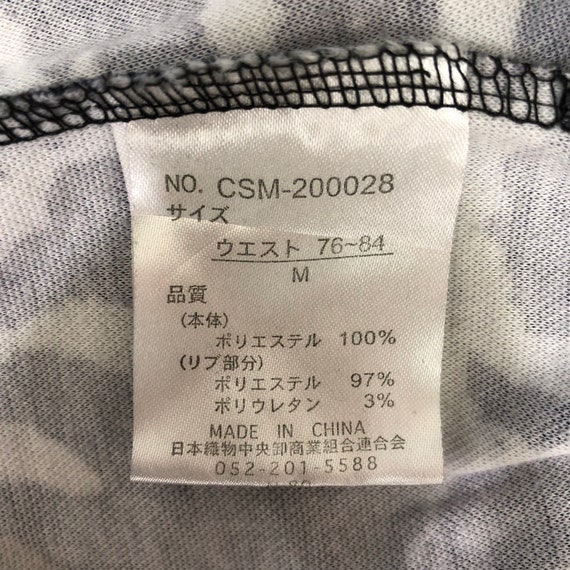 NO. CSM-200028
サイズ
ウエスト 76~84
M
品質
(本体)
ポリエステル 100%
(リブ部分)
ポリエステル 97%
ポリウレタン 3%
MADE IN CHINA
日本織物中央卸商業組合連合会
052-201-5588